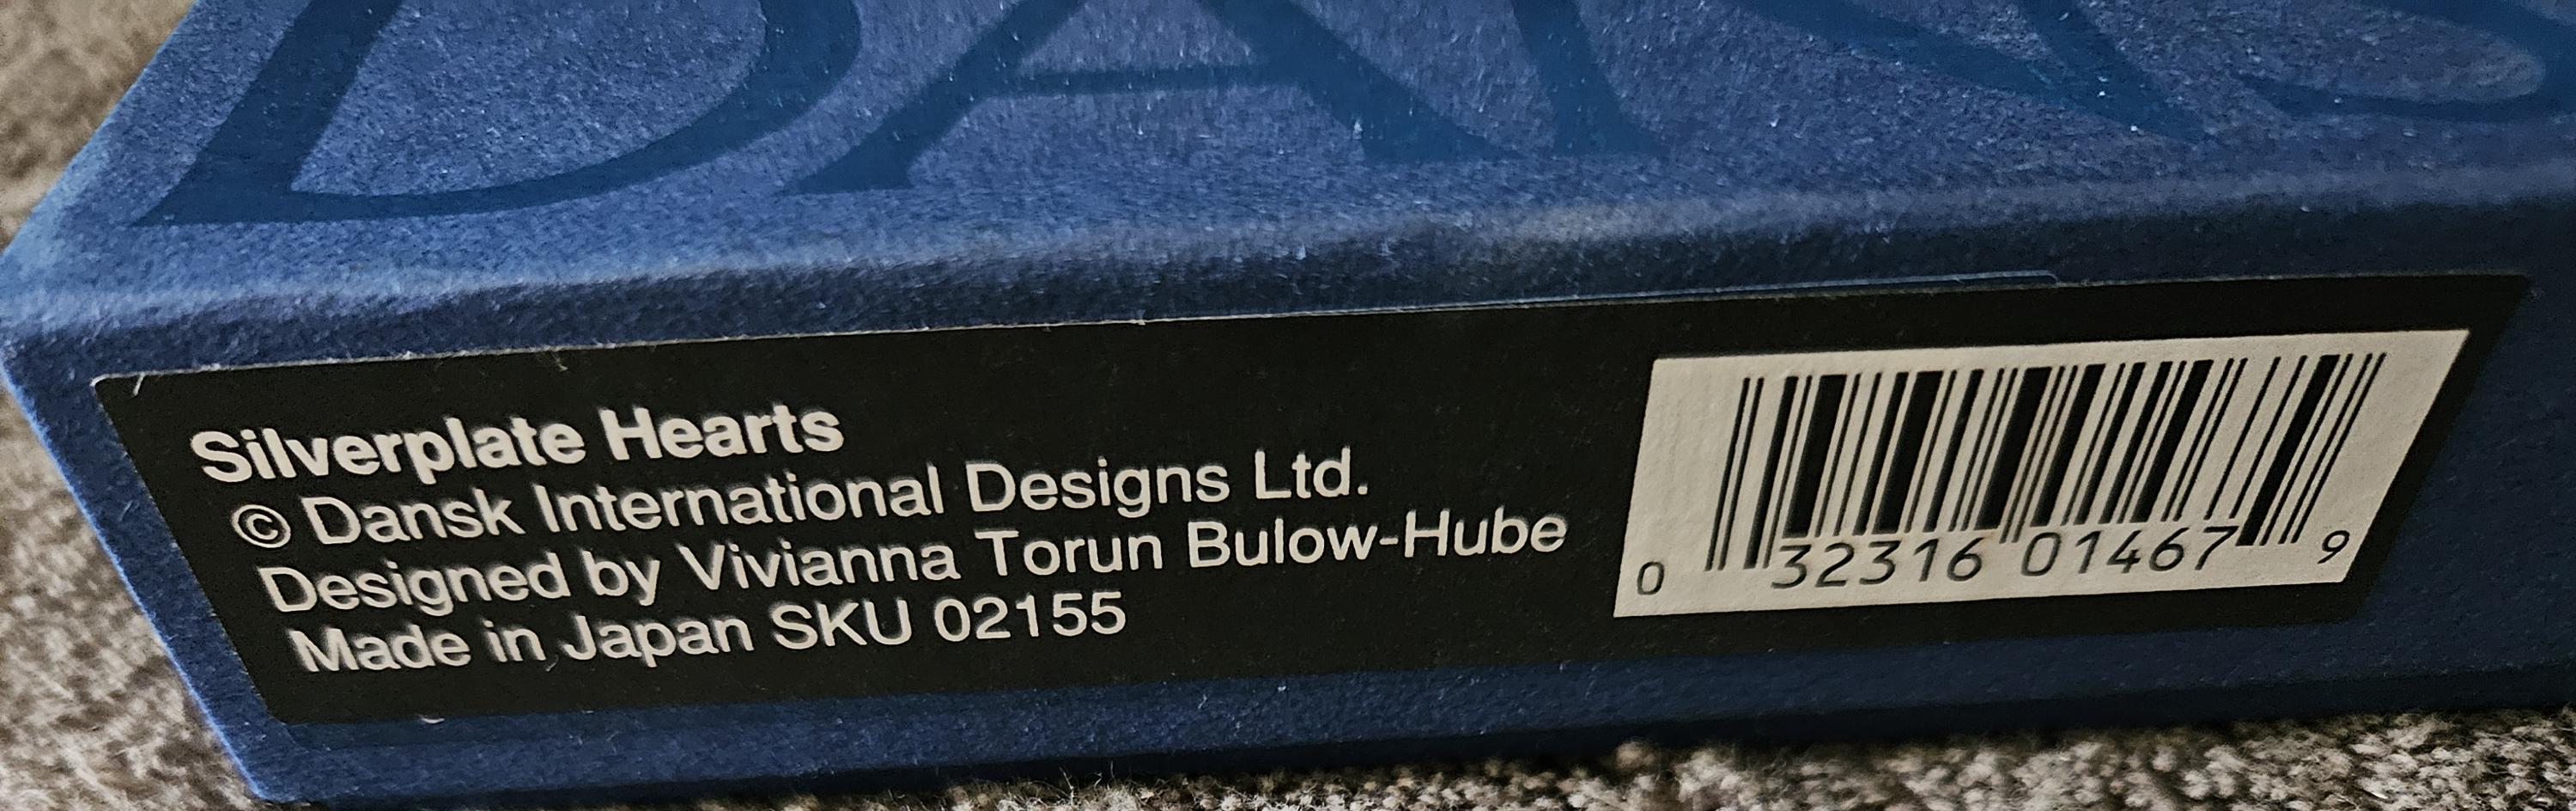 DANS
Silverplate Hearts
© Dansk International Designs Ltd.
Designed by Vivianna Torun Bulow-Hube
Made in Japan SKU 02155
0 32316 01467 9